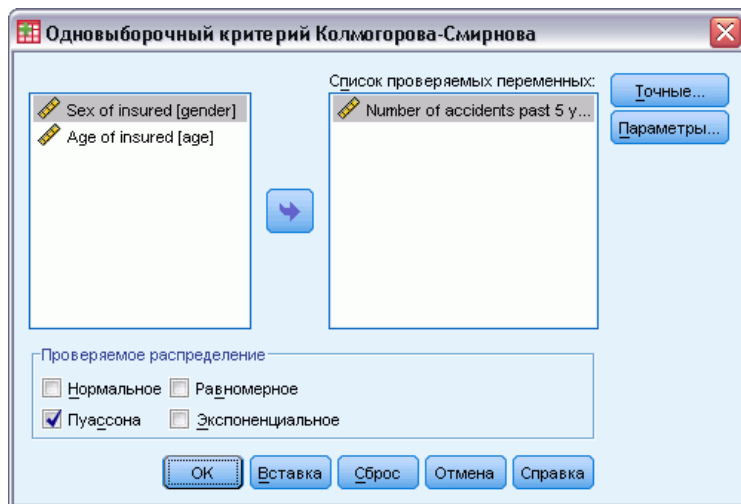 Одновыборочный критерий Колмогорова-Смирнова
Список проверяемых переменных:
Sex of insured [gender]
Age of insured [age]
Number of accidents past 5 y...
Точные...
Параметры...
Проверяемое распределение
Нормальное Равномерное
Пуассона Экспоненциальное
OK Вставка Сброс Отмена Справка